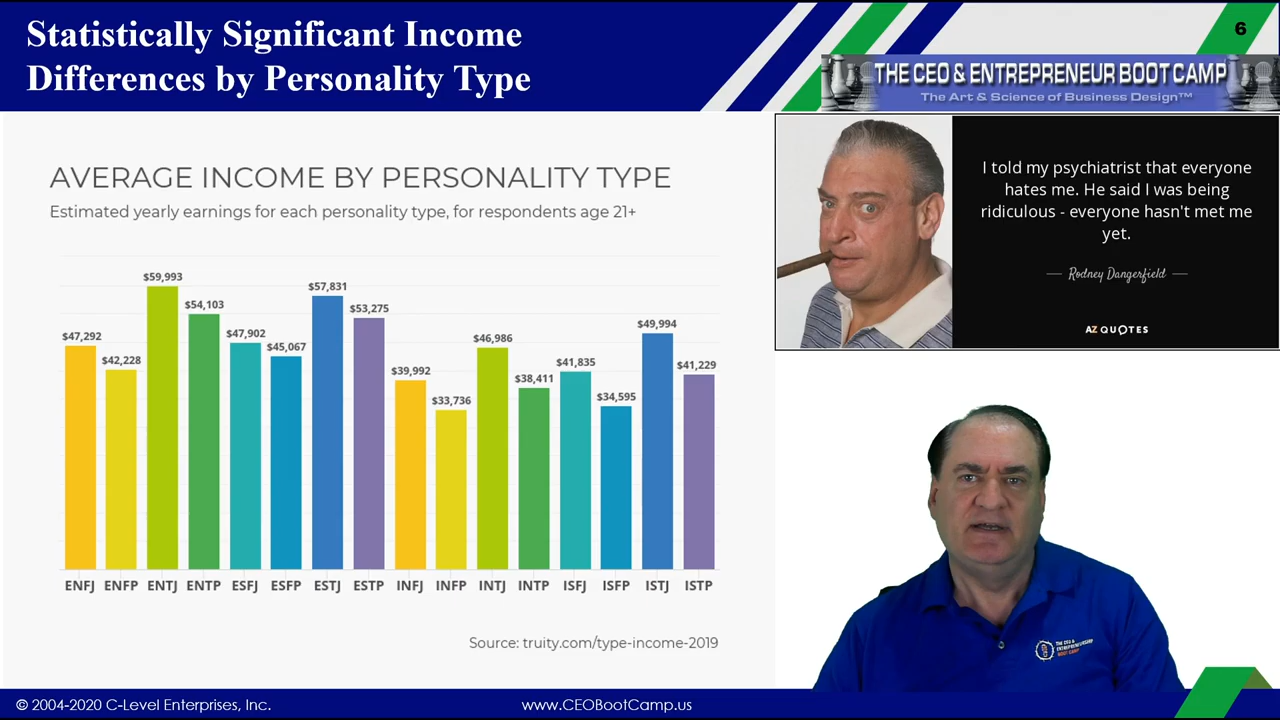 Statistically Significant Income
Differences by Personality Type
6
THE CEO & ENTREPRENEUR BOOT CAMP
The Art & Science of Business Design™
AVERAGE INCOME BY PERSONALITY TYPE
Estimated yearly earnings for each personality type, for respondents age 21+
$47,292
$42,228
$59,993
$54,103
$47,902
$45,067
$57,831
$53,275
$39,992
$33,736
$46,986
$38,411
$41,835
$34,595
$49,994
$41,229
ENFJ ENFP ENTJ ENTP ESFJ ESFP ESTJ ESTP INFJ INFP INTJ INTP ISFJ ISFP ISTJ ISTP
Source: truity.com/type-income-2019
I told my psychiatrist that everyone
hates me. He said I was being
ridiculous - everyone hasn't met me
yet.
Rodney Dangerfield
AZ QUOTES
THE CEO &
ENTREPRENEURSHIP
BOOT CAMP
© 2004-2020 C-Level Enterprises, Inc.
www.CEOBootCamp.us